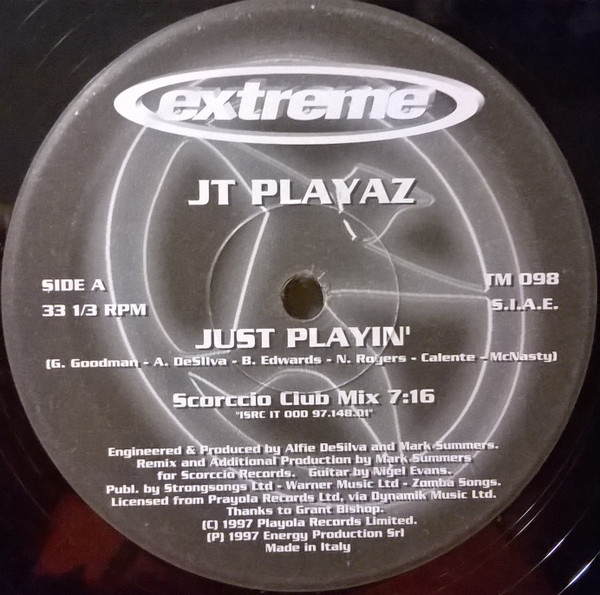 extreme
JT PLAYAZ
SIDE A
TM 098
33 1/3 RPM
S.I.A.E.
JUST PLAYIN'
(G. Goodman - A. DeSilva - B. Edwards - N. Rogers - Calente - McNasty)
Scorccio Club Mix 7:16
"ISRC IT 00D 97.148.01"
Engineered & Produced by Alfie DeSilva and Mark Summers.
Remix and Additional Production by Mark Summers
for Scorccio Records. Guitar by Nigel Evans.
Publ. by Strongsongs Ltd - Warner Music Ltd - Zomba Songs.
Licensed from Prayola Records Ltd, via Dynamik Music Ltd.
Thanks to Grant Bishop.
(C) 1997 Playola Records Limited.
(P) 1997 Energy Production Srl
Made in Italy